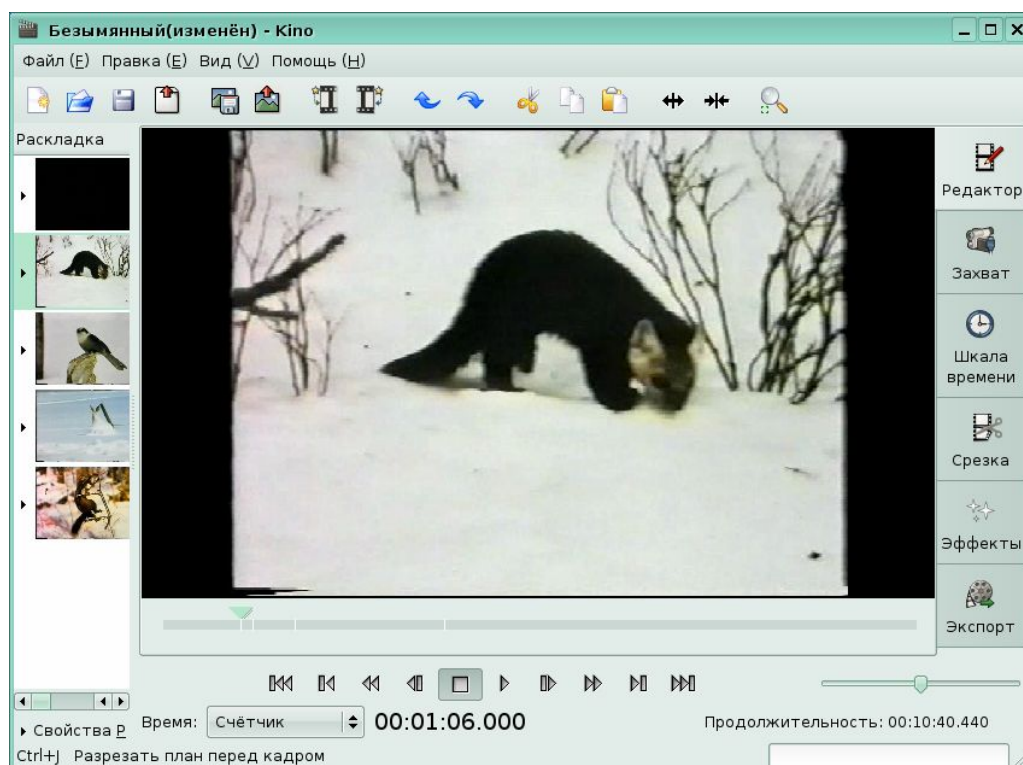 Безымянный(изменён) - Kino
Файл (F) Правка (E) Вид (V) Помощь (H)
Раскладка
Редактор
Захват
Шкала
времени
Срезка
Эффекты
Экспорт
Свойства P
Время: Счётчик 00:01:06.000 Продолжительность: 00:10:40.440
Ctrl+J Разрезать план перед кадром